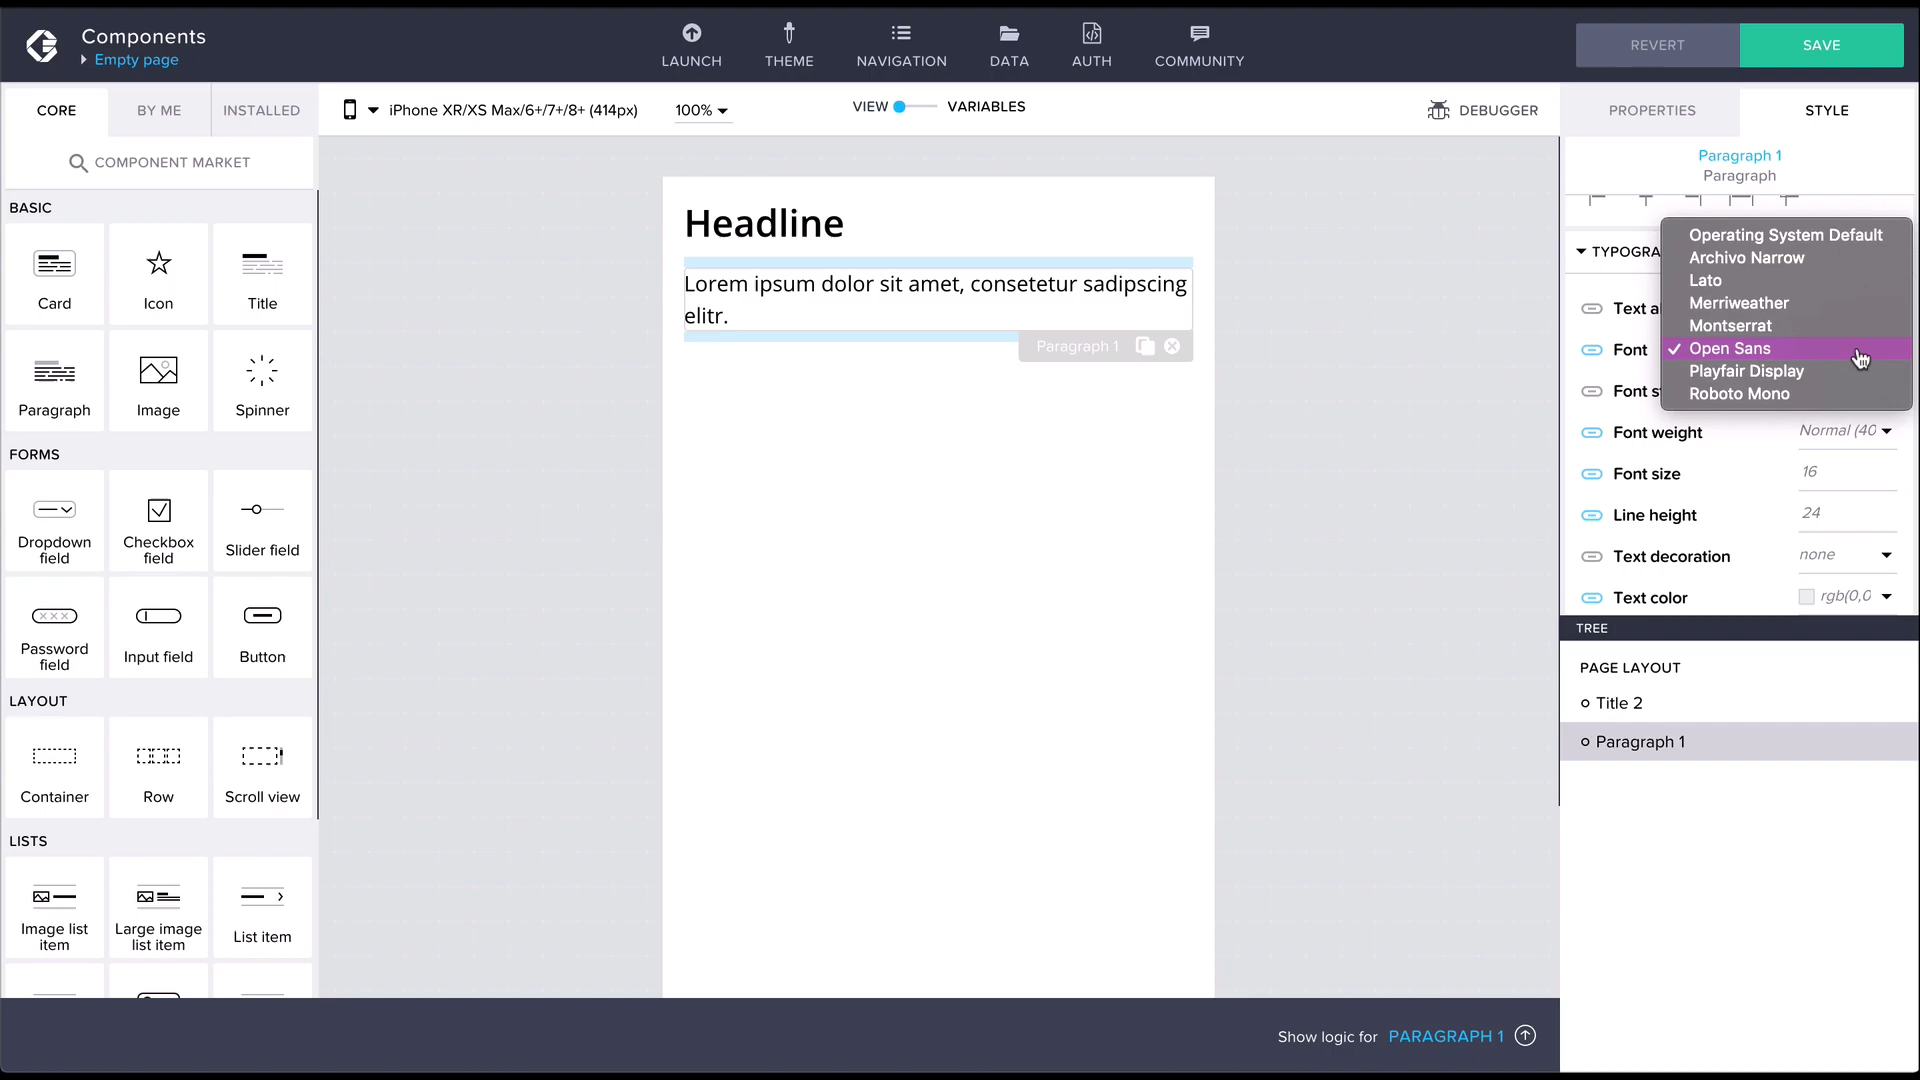 Components
Empty page
LAUNCH
THEME
NAVIGATION
DATA
AUTH
COMMUNITY
REVERT
SAVE
CORE
BY ME
INSTALLED
iPhone XR/XS Max/6+/7+/8+ (414px)
100%
VIEW
VARIABLES
DEBUGGER
PROPERTIES
STYLE
COMPONENT MARKET
BASIC
Card
Icon
Title
Paragraph
Image
Spinner
FORMS
Dropdown
field
Checkbox
field
Slider field
Password
field
Input field
Button
LAYOUT
Container
Row
Scroll view
LISTS
Image list
item
Large image
list item
List item
Headline
Lorem ipsum dolor sit amet, consetetur sadipscing
elitr.
Paragraph 1
Show logic for PARAGRAPH 1
Paragraph 1
Paragraph
TYPOGRA
Operating System Default
Archivo Narrow
Lato
Merriweather
Montserrat
Open Sans
Playfair Display
Roboto Mono
Text al
Font
Font s
Font weight
Normal (40
Font size
16
Line height
24
Text decoration
none
Text color
rgb(0,0
TREE
PAGE LAYOUT
Title 2
Paragraph 1